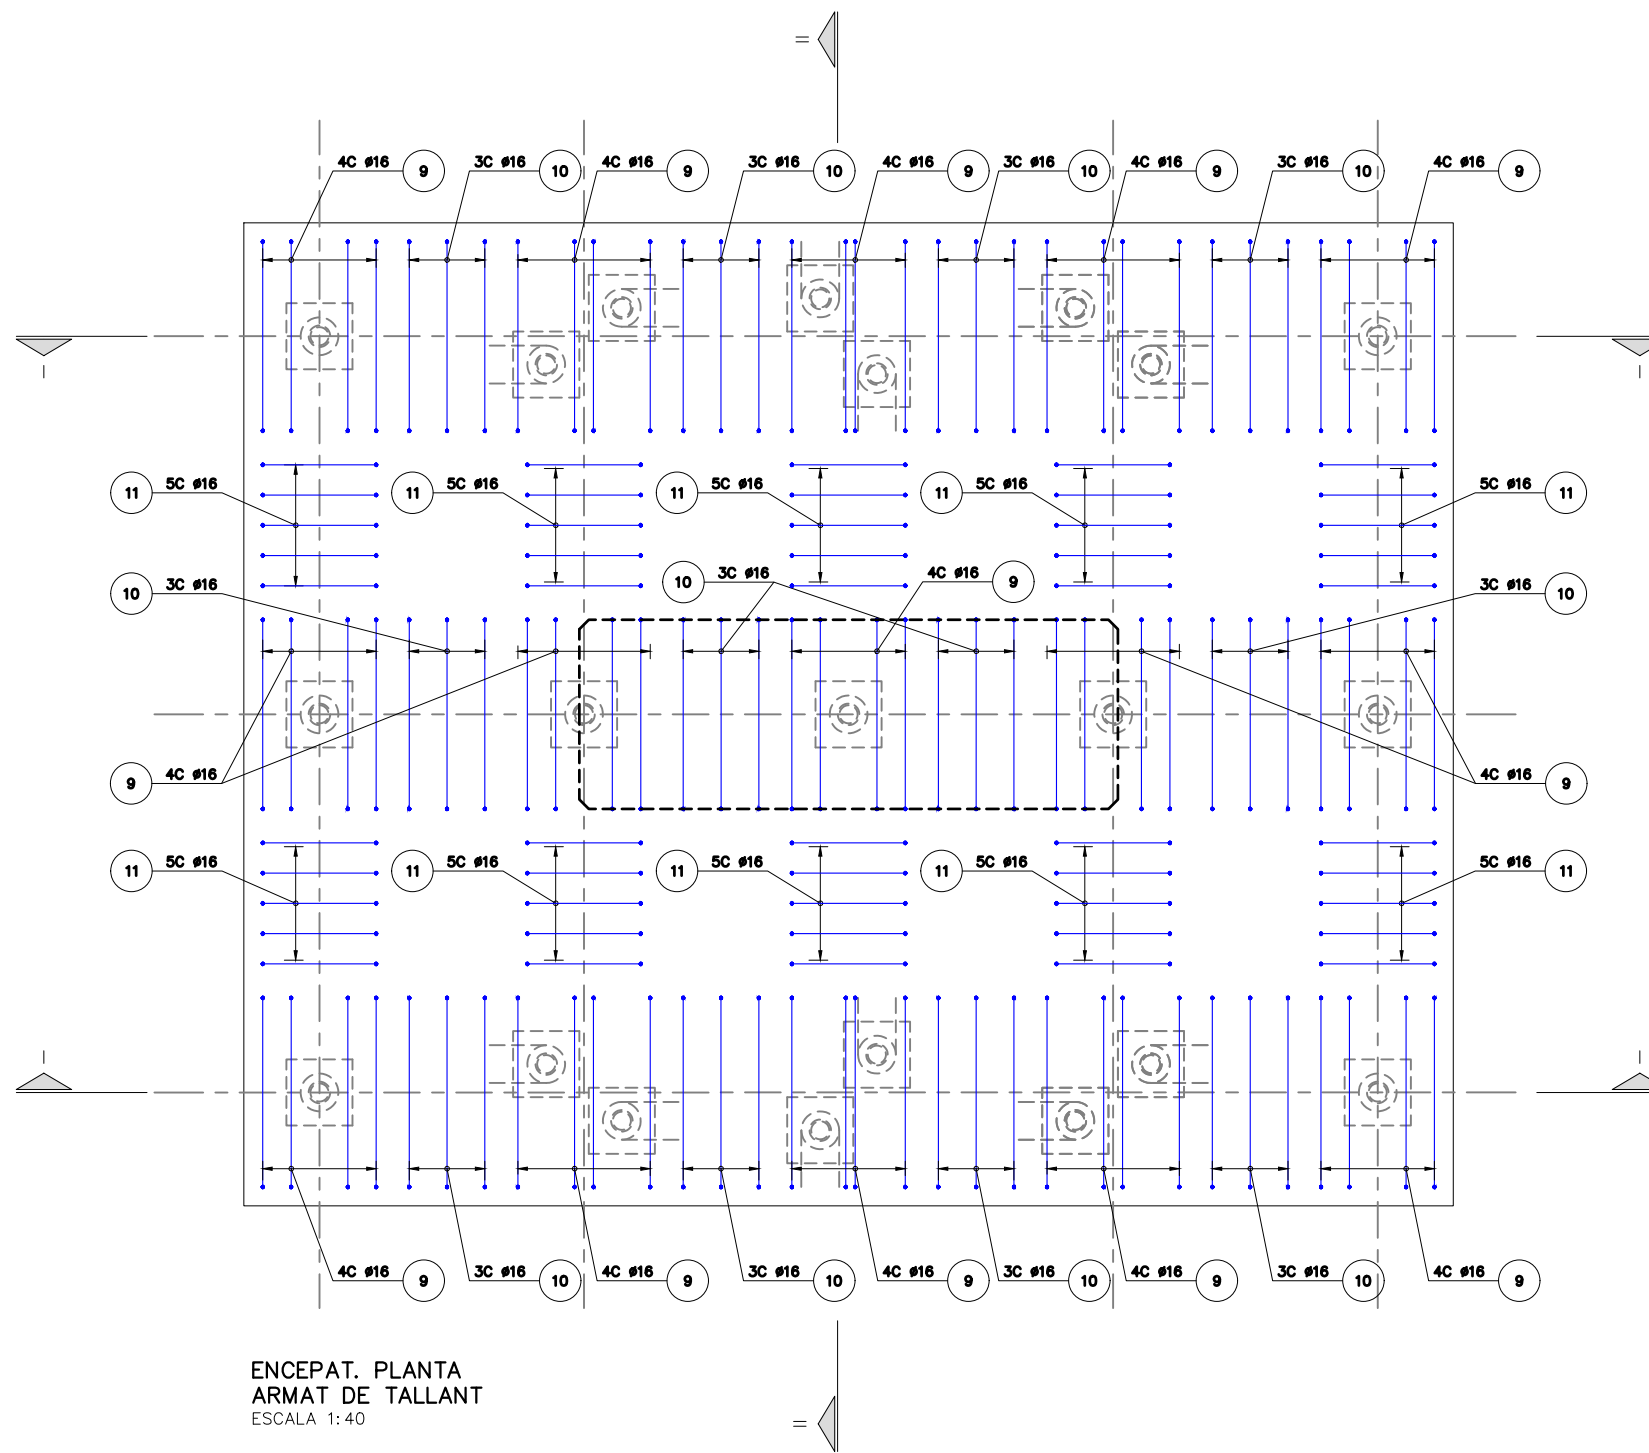 =
4C ø16 9 3C ø16 10 4C ø16 9 3C ø16 10 4C ø16 9 3C ø16 10 4C ø16 9 3C ø16 10 4C ø16 9
11 5C ø16 11 5C ø16 11 5C ø16 11 5C ø16 5C ø16 11
10 3C ø16 10 3C ø16 4C ø16 9 3C ø16 10
9 4C ø16 4C ø16 9
11 5C ø16 11 5C ø16 11 5C ø16 11 5C ø16 5C ø16 11
4C ø16 9 3C ø16 10 4C ø16 9 3C ø16 10 4C ø16 9 3C ø16 10 4C ø16 9 3C ø16 10 4C ø16 9
ENCEPAT. PLANTA
ARMAT DE TALLANT
ESCALA 1:40
=